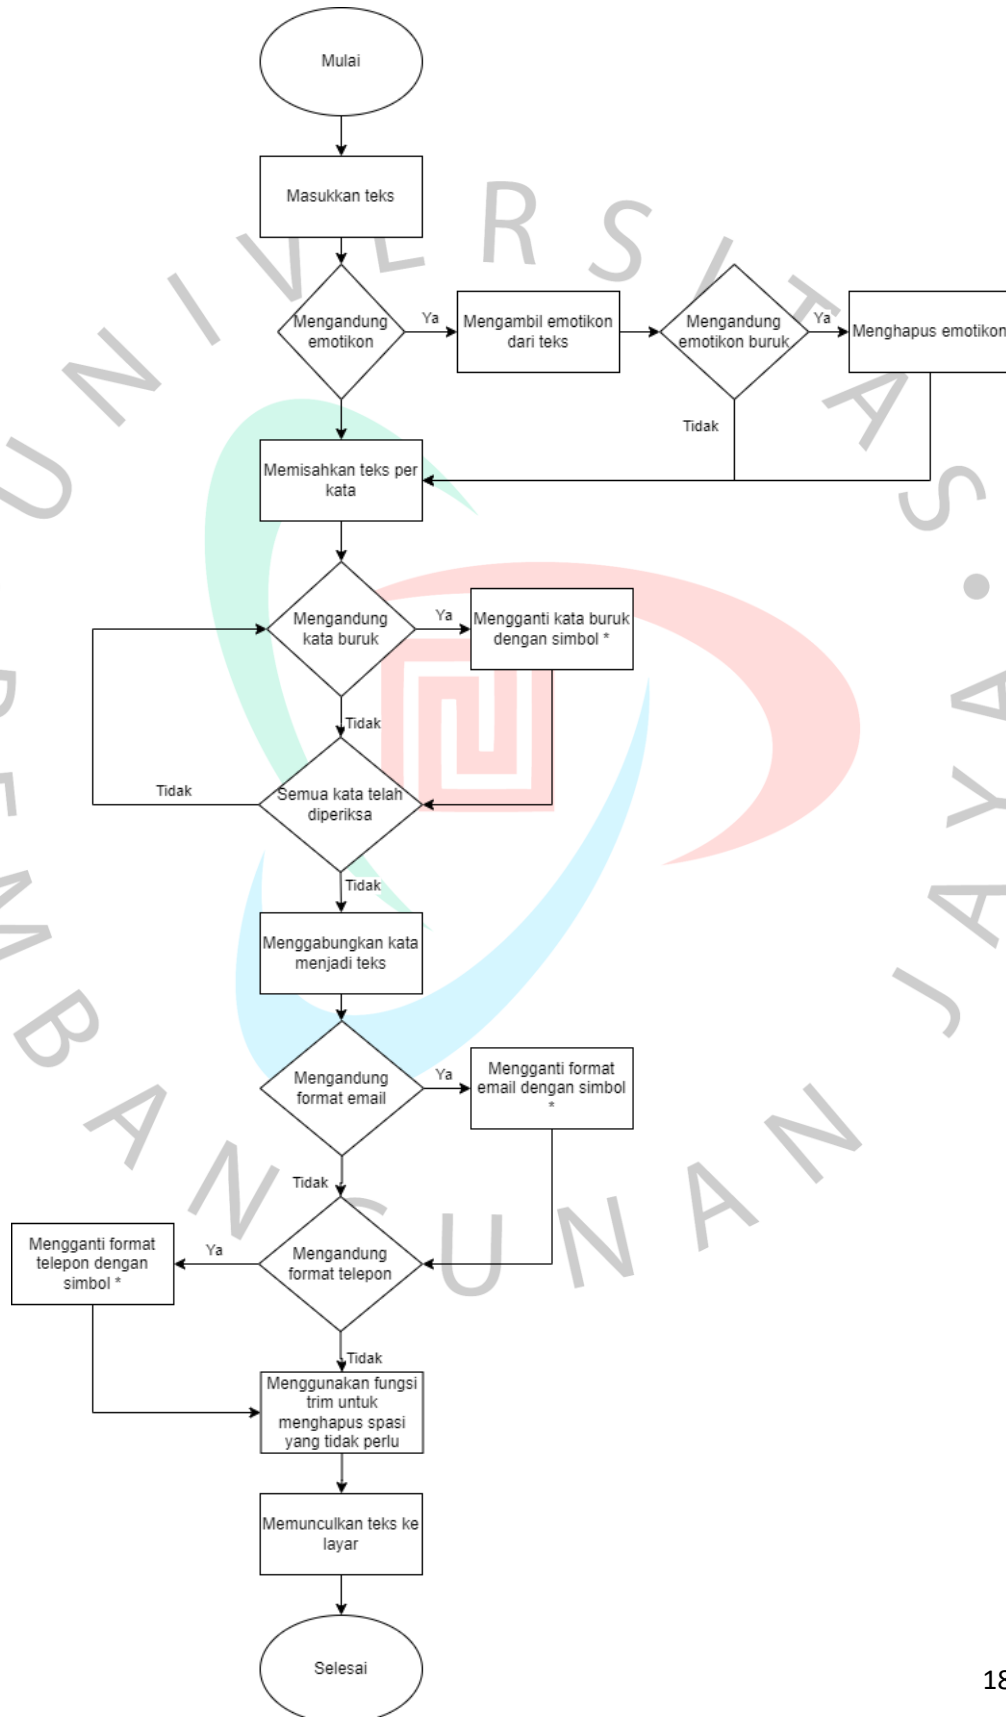 Mulai
Masukkan teks
Mengandung
emotikon
Ya
Mengambil emotikon
dari teks
Mengandung
emotikon buruk
Ya
Menghapus emotikon
Tidak
Memisahkan teks per
kata
Mengandung
kata buruk
Ya
Mengganti kata buruk
dengan simbol *
Tidak
Semua kata telah
diperiksa
Tidak
Tidak
Menggabungkan kata
menjadi teks
Mengandung
format email
Ya
Mengganti format
email dengan simbol
*
Tidak
Mengandung
format telepon
Ya
Mengganti format
telepon dengan
simbol *
Tidak
Menggunakan fungsi
trim untuk
menghapus spasi
yang tidak perlu
Memunculkan teks ke
layar
Selesai
18
UNIVERSITAS • PEMBANGUNAN JAYA